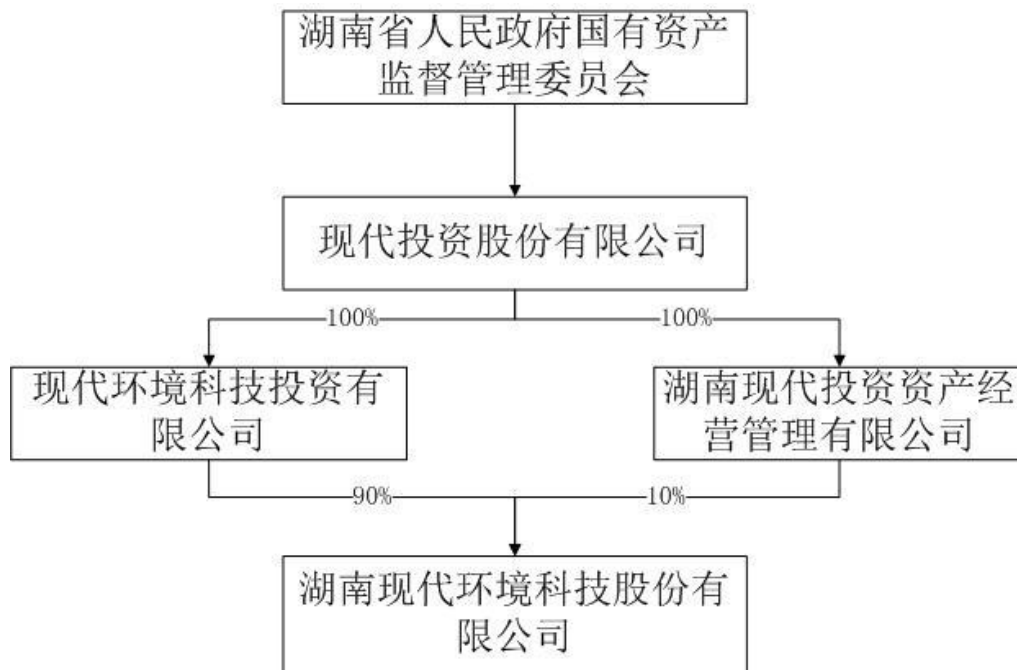 湖南省人民政府国有资产
监督管理委员会
现代投资股份有限公司
100%
100%
现代环境科技投资有
限公司
湖南现代投资资产经
营管理有限公司
90%
10%
湖南现代环境科技股份有
限公司